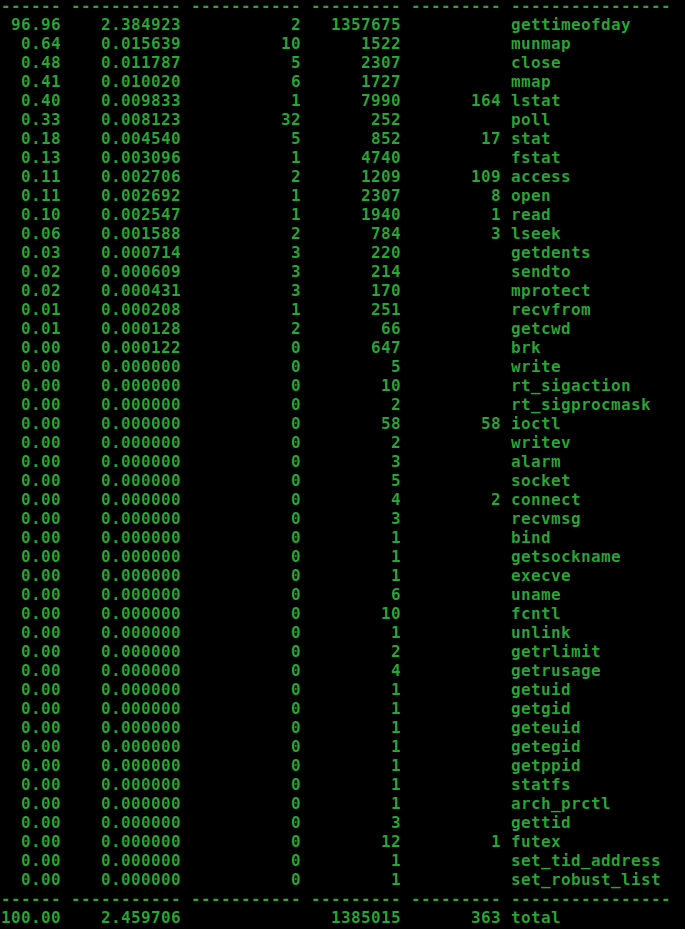 ------ ----------- ----------- --------- --------- ----------------
 96.96    2.384923           2   1357675           gettimeofday
  0.64    0.015639          10      1522           munmap
  0.48    0.011787           5      2307           close
  0.41    0.010020           6      1727           mmap
  0.40    0.009833           1      7990       164 lstat
  0.33    0.008123          32       252           poll
  0.18    0.004540           5       852        17 stat
  0.13    0.003096           1      4740           fstat
  0.11    0.002706           2      1209       109 access
  0.11    0.002692           1      2307         8 open
  0.10    0.002547           1      1940         1 read
  0.06    0.001588           2       784         3 lseek
  0.03    0.000714           3       220           getdents
  0.02    0.000609           3       214           sendto
  0.02    0.000431           3       170           mprotect
  0.01    0.000208           1       251           recvfrom
  0.01    0.000128           2        66           getcwd
  0.00    0.000122           0       647           brk
  0.00    0.000000           0         5           write
  0.00    0.000000           0        10           rt_sigaction
  0.00    0.000000           0         2           rt_sigprocmask
  0.00    0.000000           0        58        58 ioctl
  0.00    0.000000           0         2           writev
  0.00    0.000000           0         3           alarm
  0.00    0.000000           0         5           socket
  0.00    0.000000           0         4         2 connect
  0.00    0.000000           0         3           recvmsg
  0.00    0.000000           0         1           bind
  0.00    0.000000           0         1           getsockname
  0.00    0.000000           0         1           execve
  0.00    0.000000           0         6           uname
  0.00    0.000000           0        10           fcntl
  0.00    0.000000           0         1           unlink
  0.00    0.000000           0         2           getrlimit
  0.00    0.000000           0         4           getrusage
  0.00    0.000000           0         1           getuid
  0.00    0.000000           0         1           getgid
  0.00    0.000000           0         1           geteuid
  0.00    0.000000           0         1           getegid
  0.00    0.000000           0         1           getppid
  0.00    0.000000           0         1           statfs
  0.00    0.000000           0         1           arch_prctl
  0.00    0.000000           0         3           gettid
  0.00    0.000000           0        12         1 futex
  0.00    0.000000           0         1           set_tid_address
  0.00    0.000000           0         1           set_robust_list
------ ----------- ----------- --------- --------- ----------------
100.00    2.459706               1385015       363 total